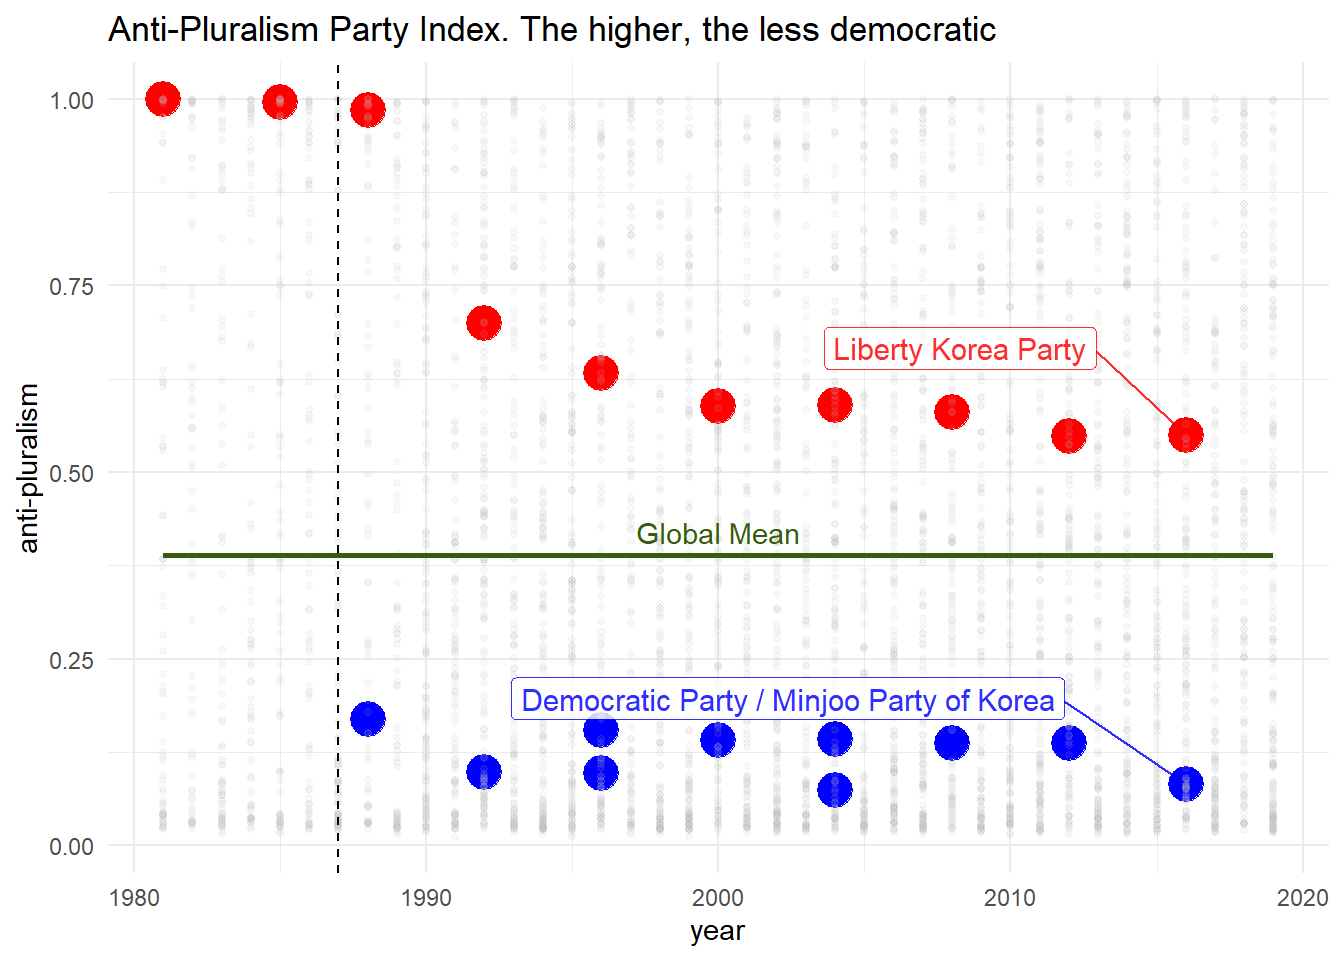 Anti-Pluralism Party Index. The higher, the less democratic
anti-pluralism
1.00
0.75
0.50
0.25
0.00
Liberty Korea Party
Global Mean
Democratic Party / Minjoo Party of Korea
1980
1990
2000
2010
2020
year